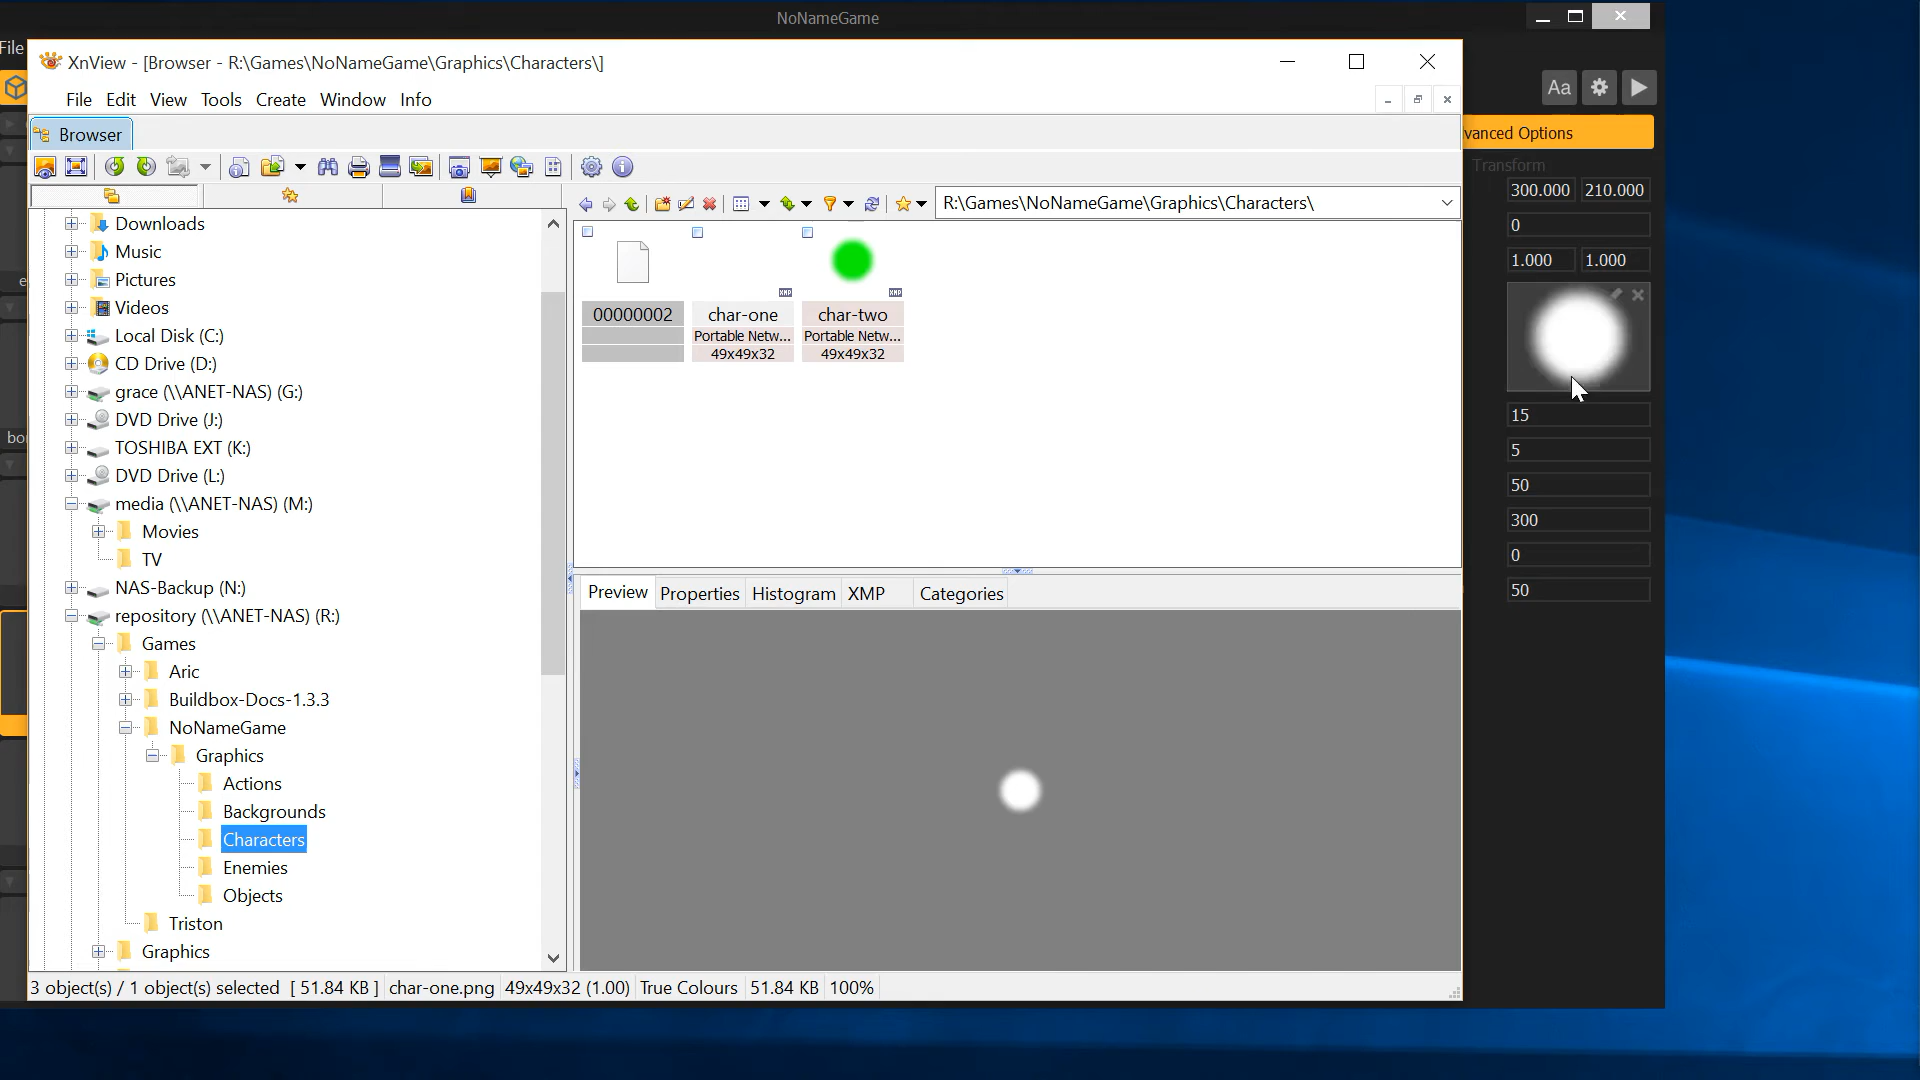 NoNameGame
File
XnView - [Browser - R:\Games\NoNameGame\Graphics\Characters\]
File Edit View Tools Create Window Info
Aa
Browser
vanced Options
Transform
300.000 210.000
0
1.000 1.000
15
5
50
300
0
50
R:\Games\NoNameGame\Graphics\Characters\
Downloads
Music
Pictures
Videos
Local Disk (C:)
CD Drive (D:)
grace (\\ANET-NAS) (G:)
DVD Drive (J:)
TOSHIBA EXT (K:)
DVD Drive (L:)
media (\\ANET-NAS) (M:)
Movies
TV
NAS-Backup (N:)
repository (\\ANET-NAS) (R:)
Games
Aric
Buildbox-Docs-1.3.3
NoNameGame
Graphics
Actions
Backgrounds
Characters
Enemies
Objects
Triston
Graphics
e
bo
XMP XMP
00000002 char-one char-two
Portable Netw... Portable Netw...
49x49x32 49x49x32
Preview Properties Histogram XMP Categories
3 object(s) / 1 object(s) selected [ 51.84 KB ] char-one.png 49x49x32 (1.00) True Colours 51.84 KB 100%